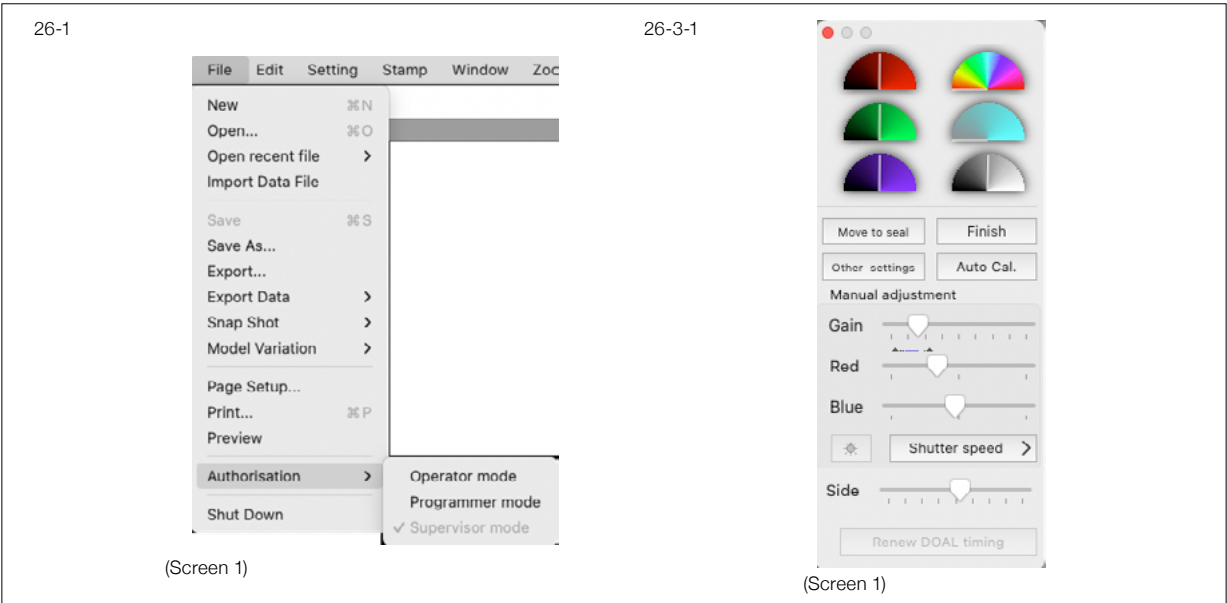 26-1
File Edit Setting Stamp Window Zoo
New ⌘N
Open... ⌘O
Open recent file >
Import Data File
Save ⌘S
Save As...
Export...
Export Data >
Snap Shot >
Model Variation >
Page Setup...
Print... ⌘P
Preview
Authorisation >
Shut Down
Operator mode
Programmer mode
✓ Supervisor mode
(Screen 1)
26-3-1
Move to seal Finish
Other settings Auto Cal.
Manual adjustment
Gain
Red
Blue
Shutter speed >
Side
Renew DOAL timing
(Screen 1)